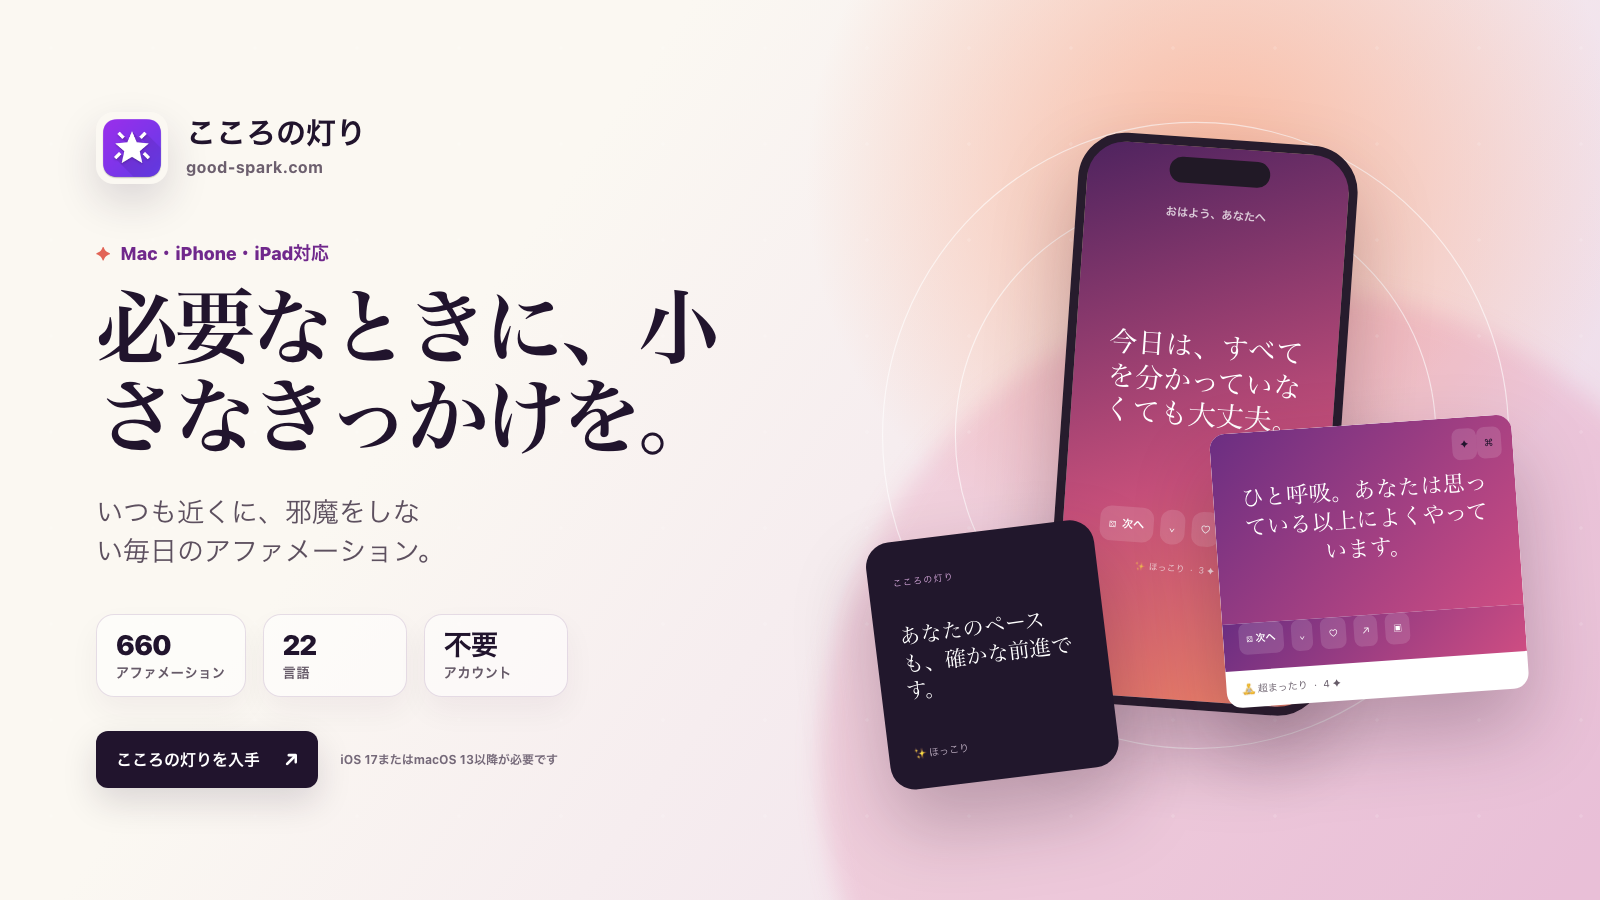 こころの灯り
good-spark.com
Mac・iPhone・iPad対応
必要なときに、小
さなきっかけを。
いつも近くに、邪魔をしな
い毎日のアファメーション。
660
アファメーション
22
言語
不要
アカウント
こころの灯りを入手
iOS 17またはmacOS 13以降が必要です
おはよう、あなたへ
今日は、すべて
を分かっていな
くても大丈夫。
次へ
ほっこり · 3
ひと呼吸。あなたは思っ
ている以上によくやって
います。
次へ
超まったり · 4
こころの灯り
あなたのペース
も、確かな前進で
す。
ほっこり